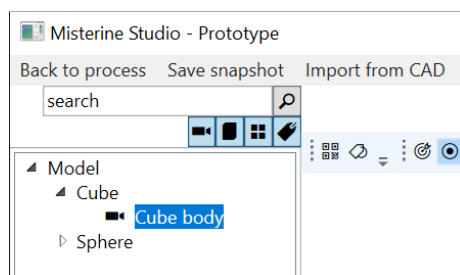 Misterine Studio - Prototype
Back to process Save snapshot Import from CAD
search
Model
Cube
Cube body
Sphere